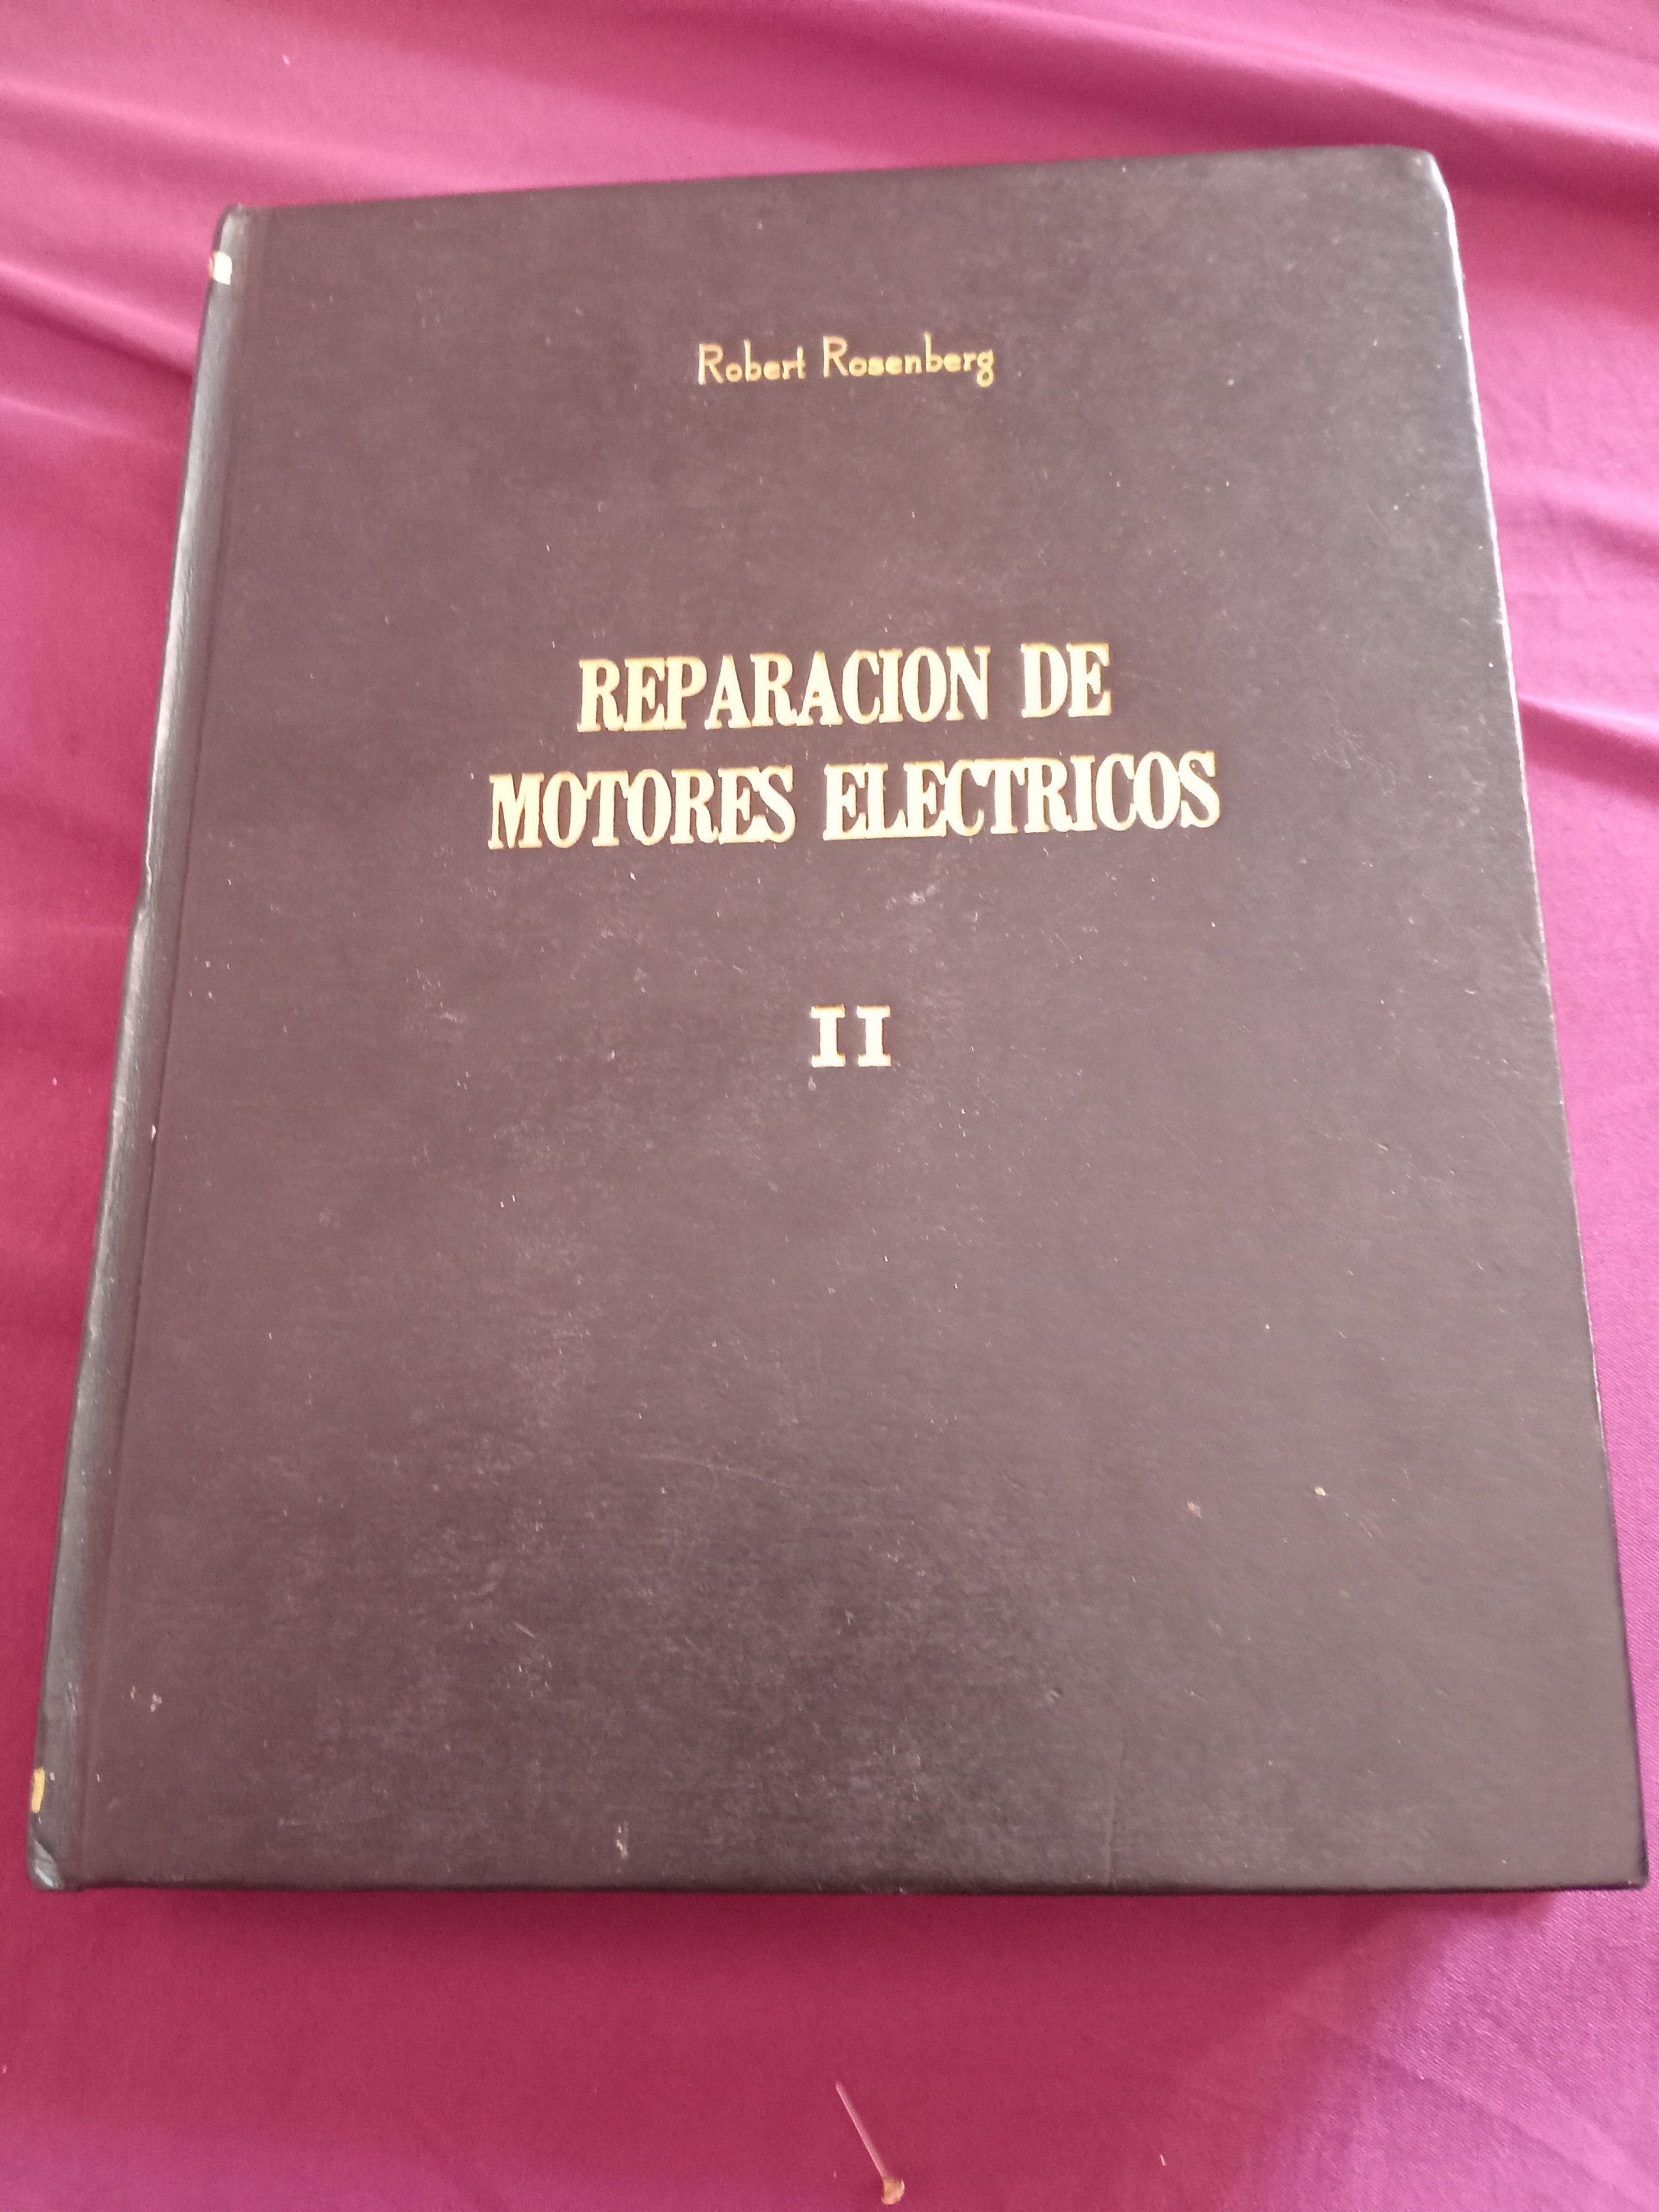 Robert Rosenberg
REPARACION DE
MOTORES ELECTRICOS
II